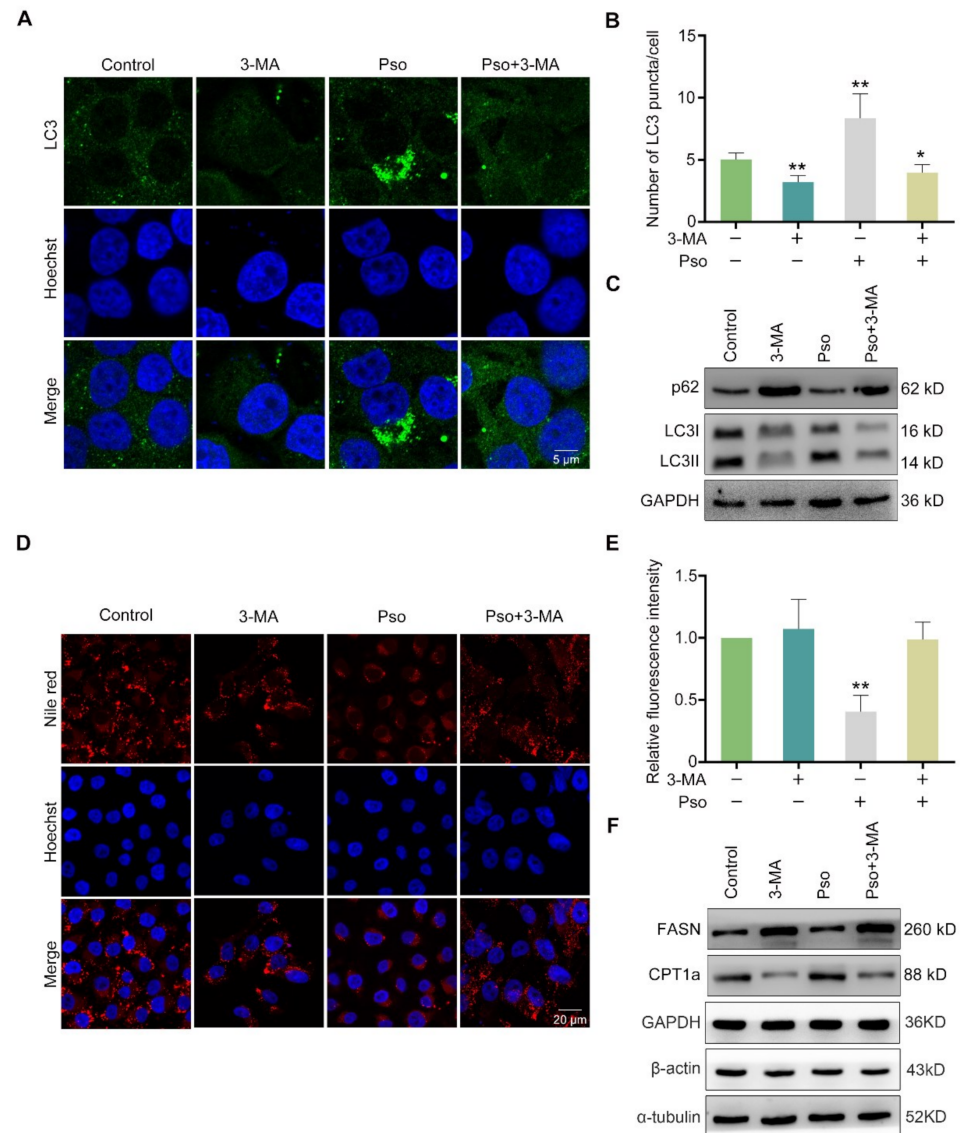 A
Control 3-MA Pso Pso+3-MA
LC3
Hoechst
Merge
5 µm
B
Number of LC3 puncta/cell
15
10
5
0
** ** *
3-MA − + − +
Pso − − + +
C
Control 3-MA Pso Pso+3-MA
p62 62 kD
LC3I 16 kD
LC3II 14 kD
GAPDH 36 kD
D
Control 3-MA Pso Pso+3-MA
Nile red
Hoechst
Merge
20 µm
E
Relative fluorescence intensity
1.5
1.0
0.5
0.0
**
3-MA − + − +
Pso − − + +
F
Control 3-MA Pso Pso+3-MA
FASN 260 kD
CPT1a 88 kD
GAPDH 36KD
β-actin 43kD
α-tubulin 52KD